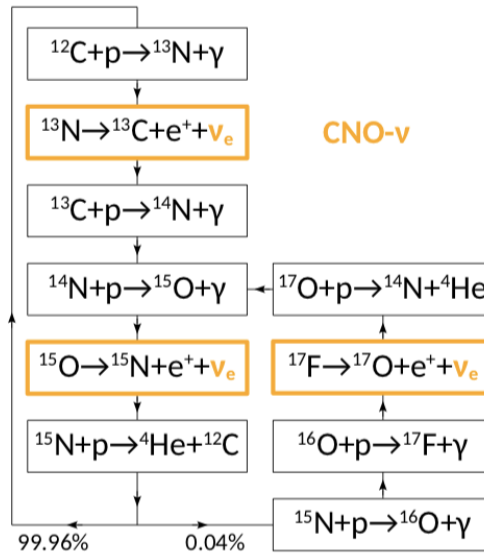 ¹²C+p→¹³N+γ
¹³N→¹³C+e⁺+νₑ
CNO-ν
¹³C+p→¹⁴N+γ
¹⁴N+p→¹⁵O+γ
¹⁷O+p→¹⁴N+⁴He
¹⁵O→¹⁵N+e⁺+νₑ
¹⁷F→¹⁷O+e⁺+νₑ
¹⁵N+p→⁴He+¹²C
¹⁶O+p→¹⁷F+γ
¹⁵N+p→¹⁶O+γ
99.96%
0.04%